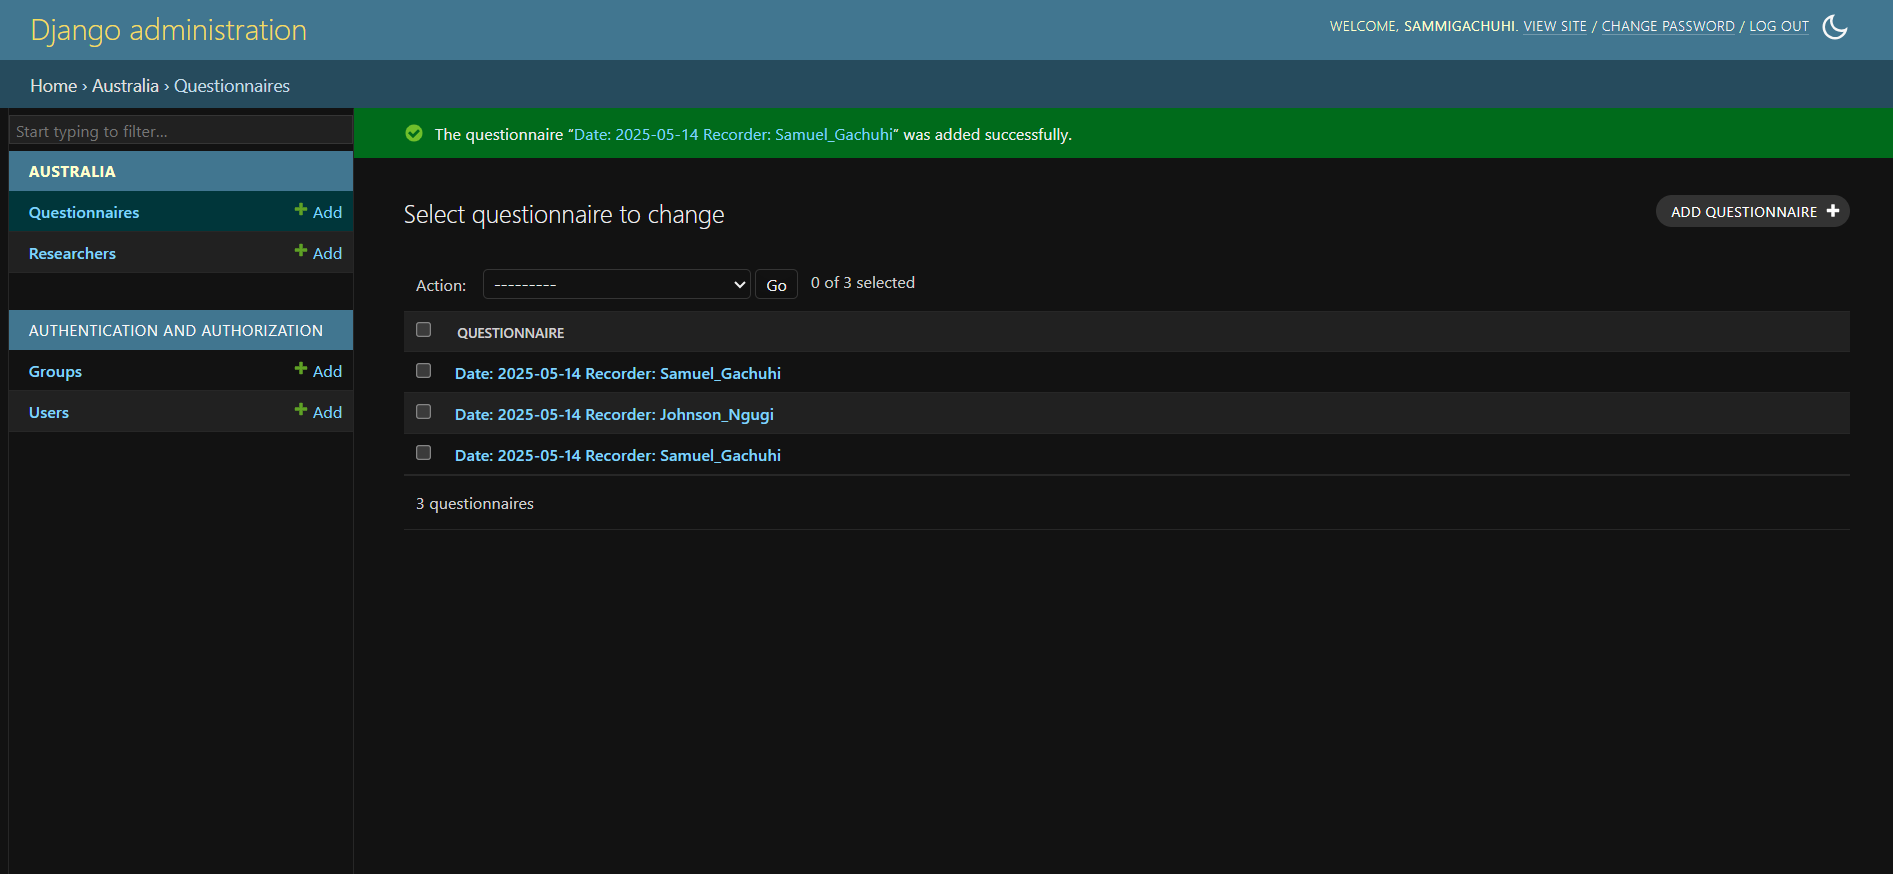 Django administration
WELCOME, SAMMIGACHUHI. VIEW SITE / CHANGE PASSWORD / LOG OUT
Home › Australia › Questionnaires
Start typing to filter...
AUSTRALIA
Questionnaires + Add
Researchers + Add
AUTHENTICATION AND AUTHORIZATION
Groups + Add
Users + Add
The questionnaire “Date: 2025-05-14 Recorder: Samuel_Gachuhi” was added successfully.
Select questionnaire to change
ADD QUESTIONNAIRE +
Action: --------- Go 0 of 3 selected
QUESTIONNAIRE
Date: 2025-05-14 Recorder: Samuel_Gachuhi
Date: 2025-05-14 Recorder: Johnson_Ngugi
Date: 2025-05-14 Recorder: Samuel_Gachuhi
3 questionnaires